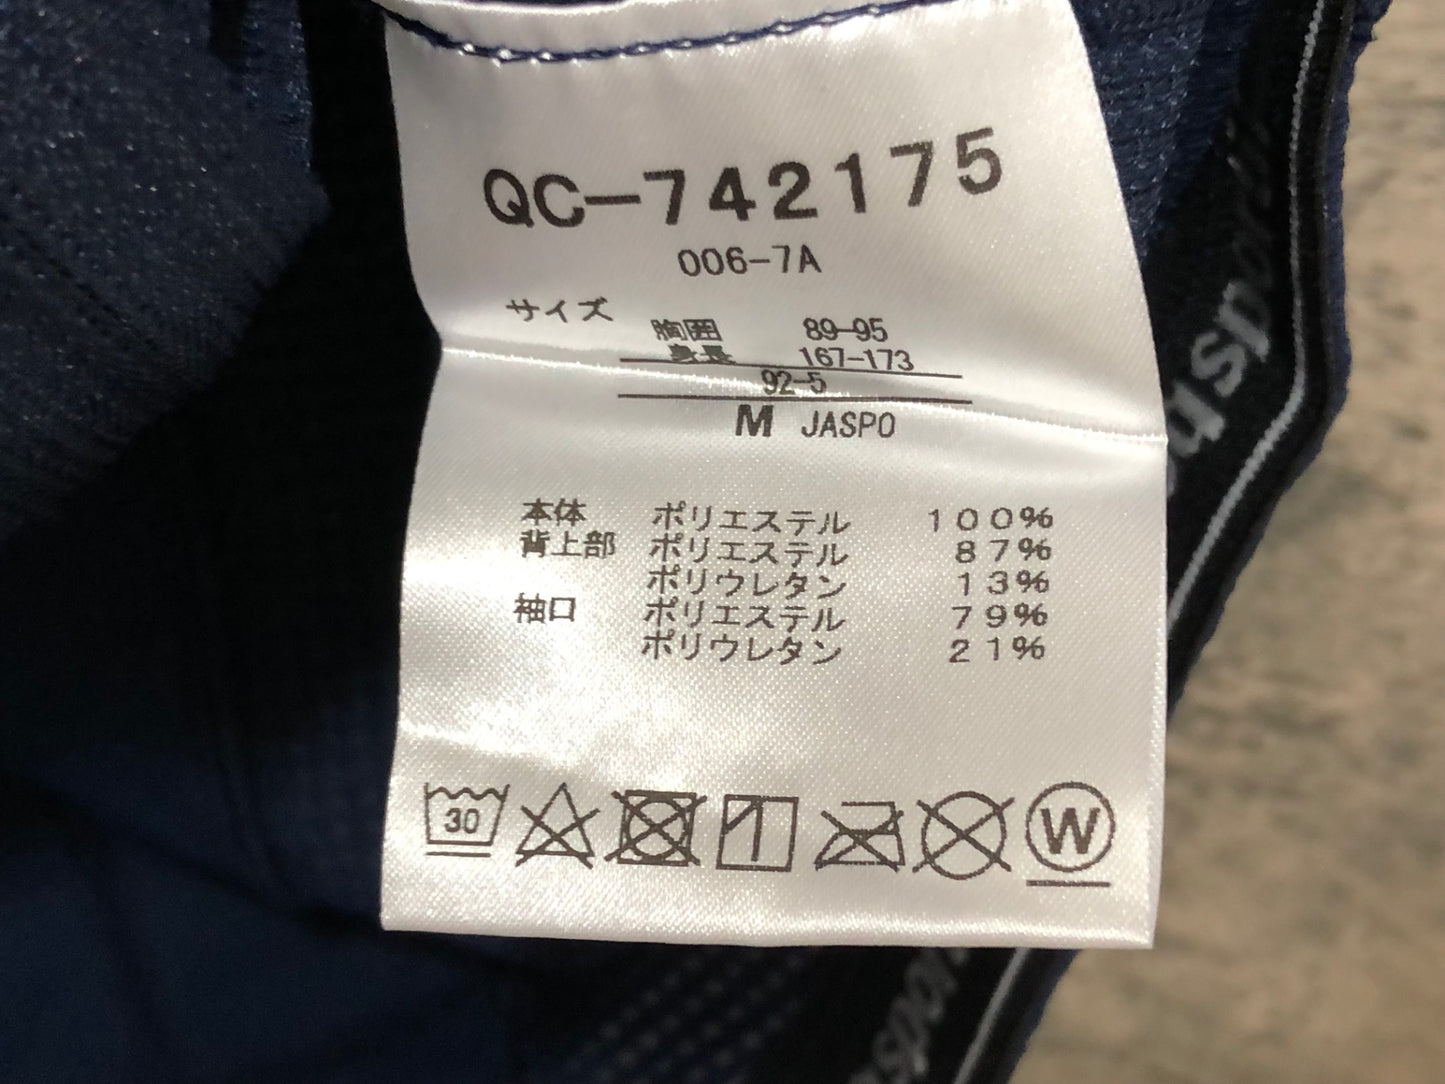 QC-742175
006-7A
サイズ
胸囲 89-95
身長 167-173
92-5
M JASPO
本体 ポリエステル 100%
背上部 ポリエステル 87%
ポリウレタン 13%
袖口 ポリエステル 79%
ポリウレタン 21%
30 1 W